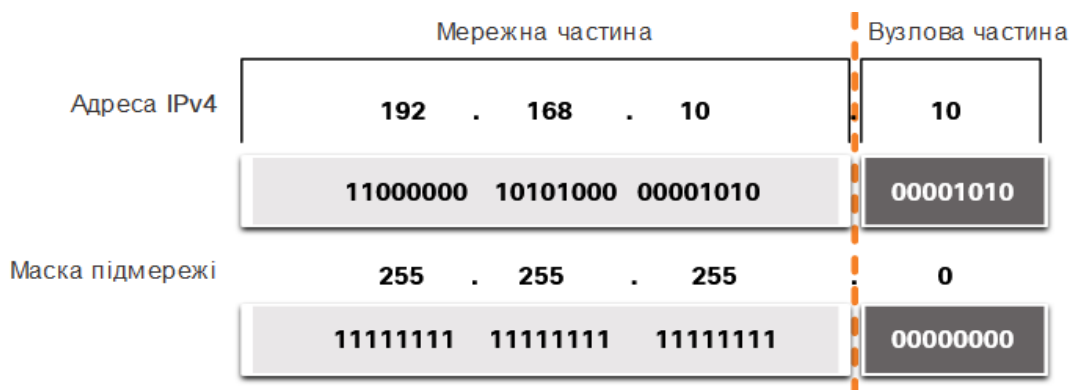 Мережна частина Вузлова частина
Адреса IPv4 192 . 168 . 10 . 10
11000000 10101000 00001010 00001010
Маска підмережі 255 . 255 . 255 . 0
11111111 11111111 11111111 00000000